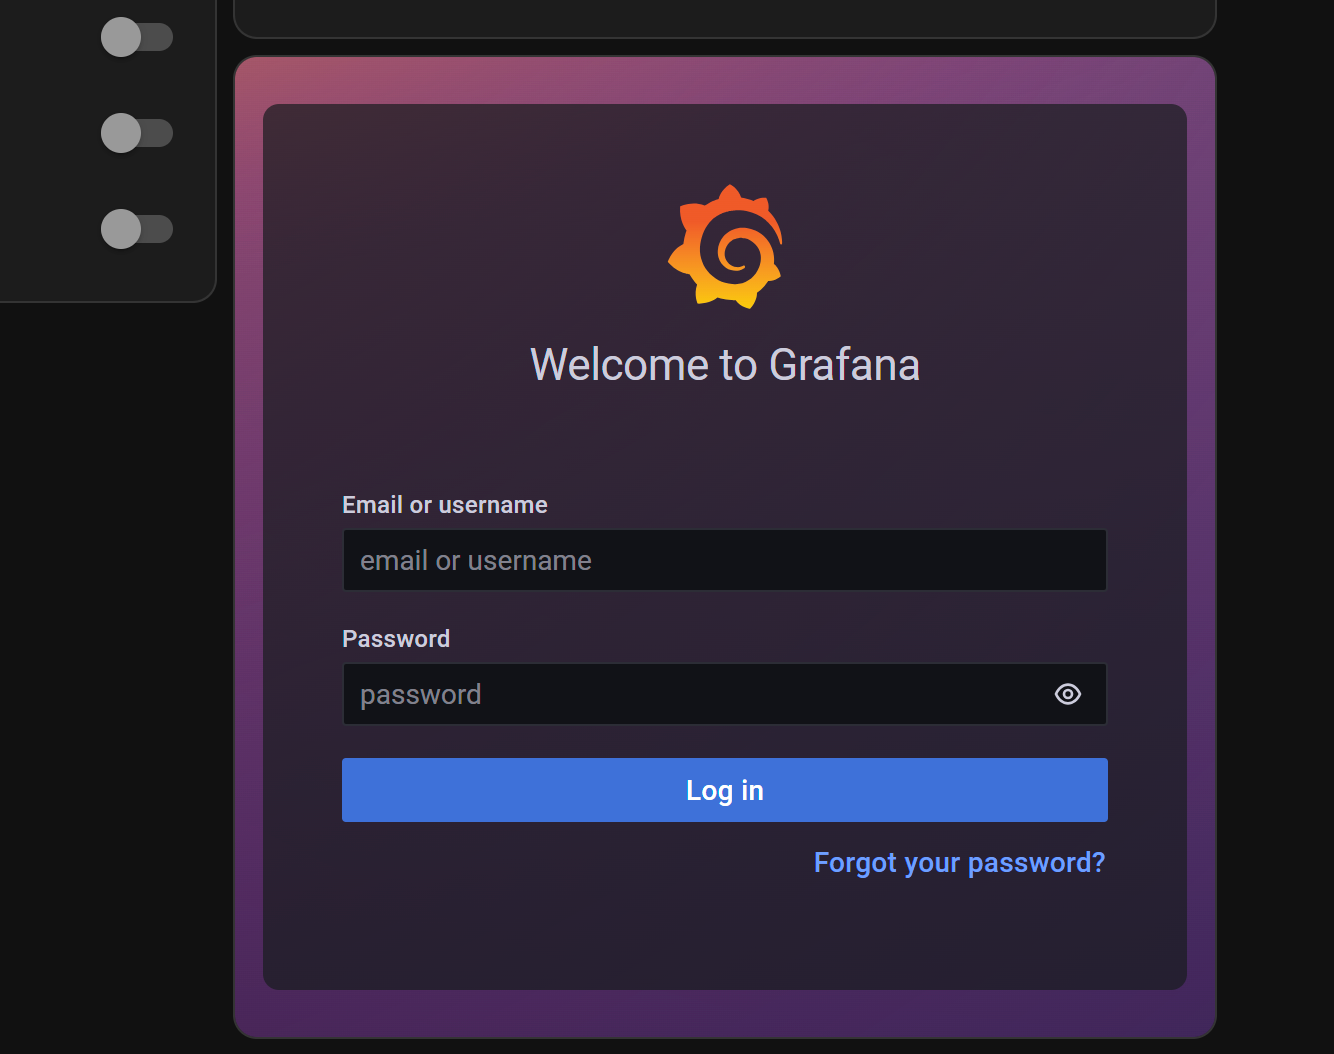 Welcome to Grafana
Email or username
email or username
Password
password
Log in
Forgot your password?